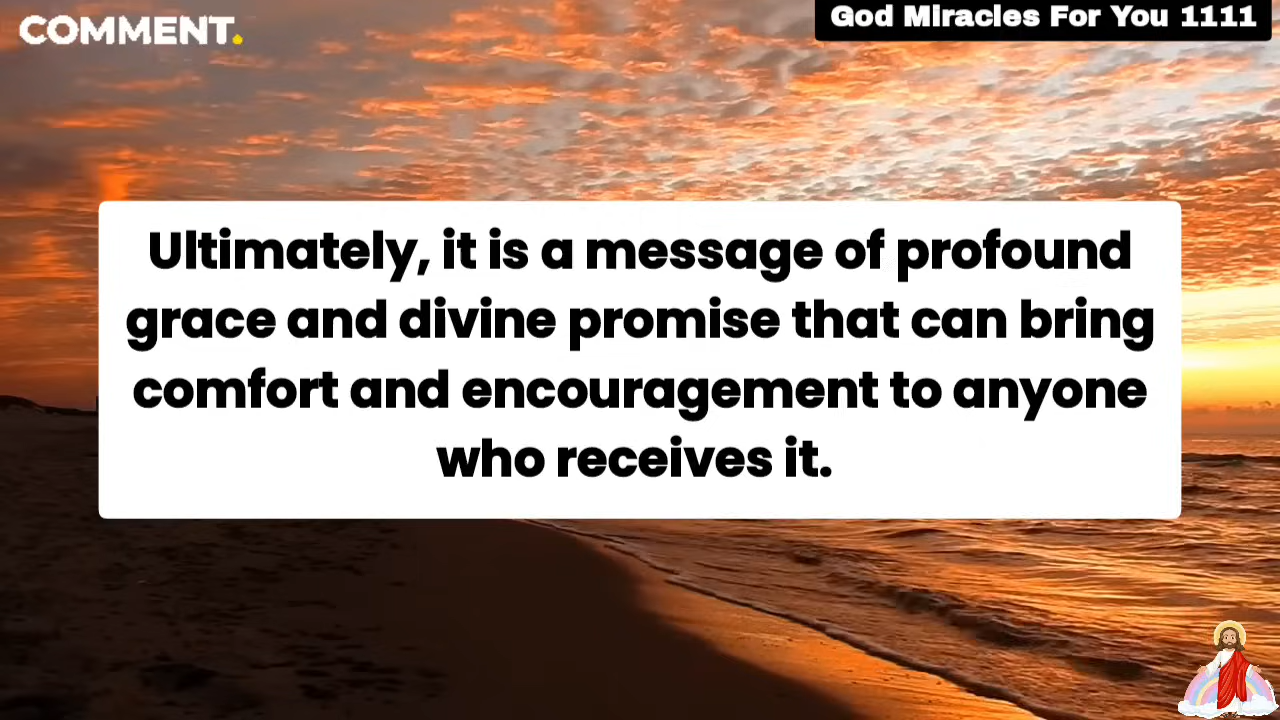 COMMENT.
God Miracles For You 1111
Ultimately, it is a message of profound
grace and divine promise that can bring
comfort and encouragement to anyone
who receives it.